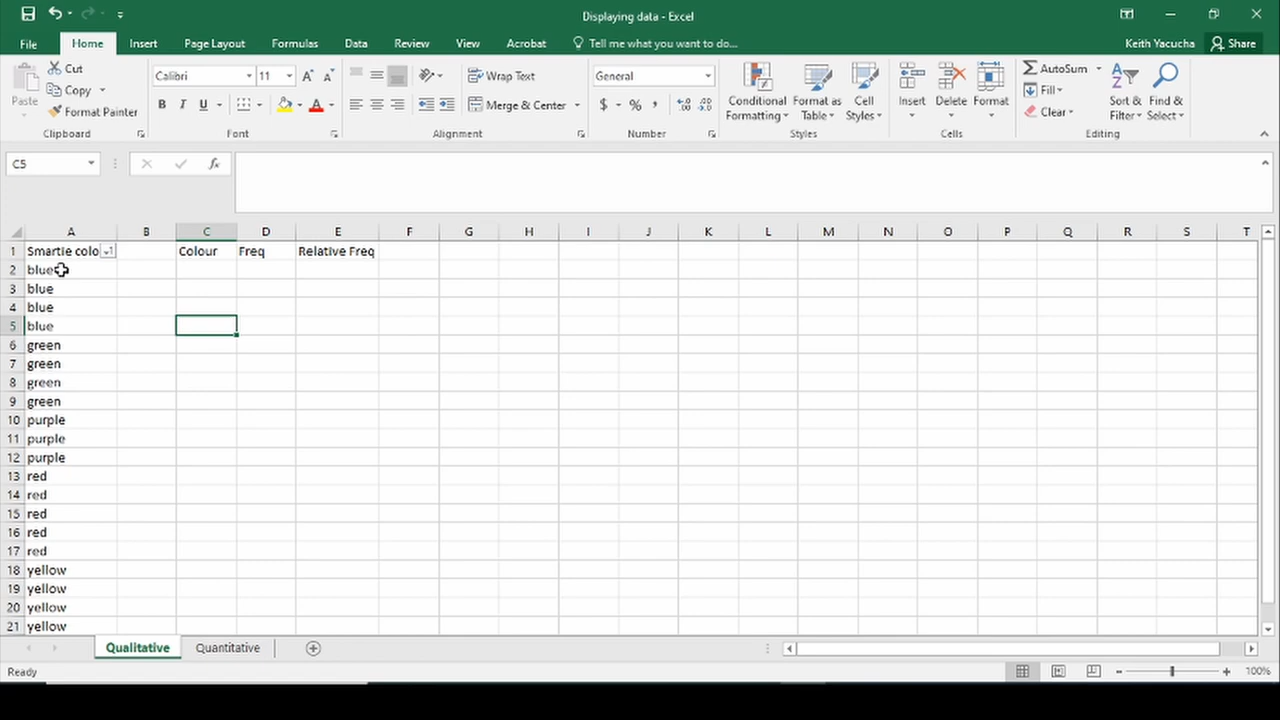 Displaying data - Excel
File Home Insert Page Layout Formulas Data Review View Acrobat Tell me what you want to do... Keith Yacucha Share
Paste
Cut
Copy
Format Painter
Clipboard
Calibri 11
B I U
Font
Wrap Text
Merge & Center
Alignment
General
$ % ,
Number
Conditional Formatting
Format as Table
Cell Styles
Styles
Insert Delete Format
Cells
AutoSum
Fill
Clear
Sort & Filter
Find & Select
Editing
C5 fx
A B C D E F G H I J K L M N O P Q R S T
1 Smartie colo Colour Freq Relative Freq
2 blue
3 blue
4 blue
5 blue
6 green
7 green
8 green
9 green
10 purple
11 purple
12 purple
13 red
14 red
15 red
16 red
17 red
18 yellow
19 yellow
20 yellow
21 yellow
Qualitative Quantitative
Ready 100%